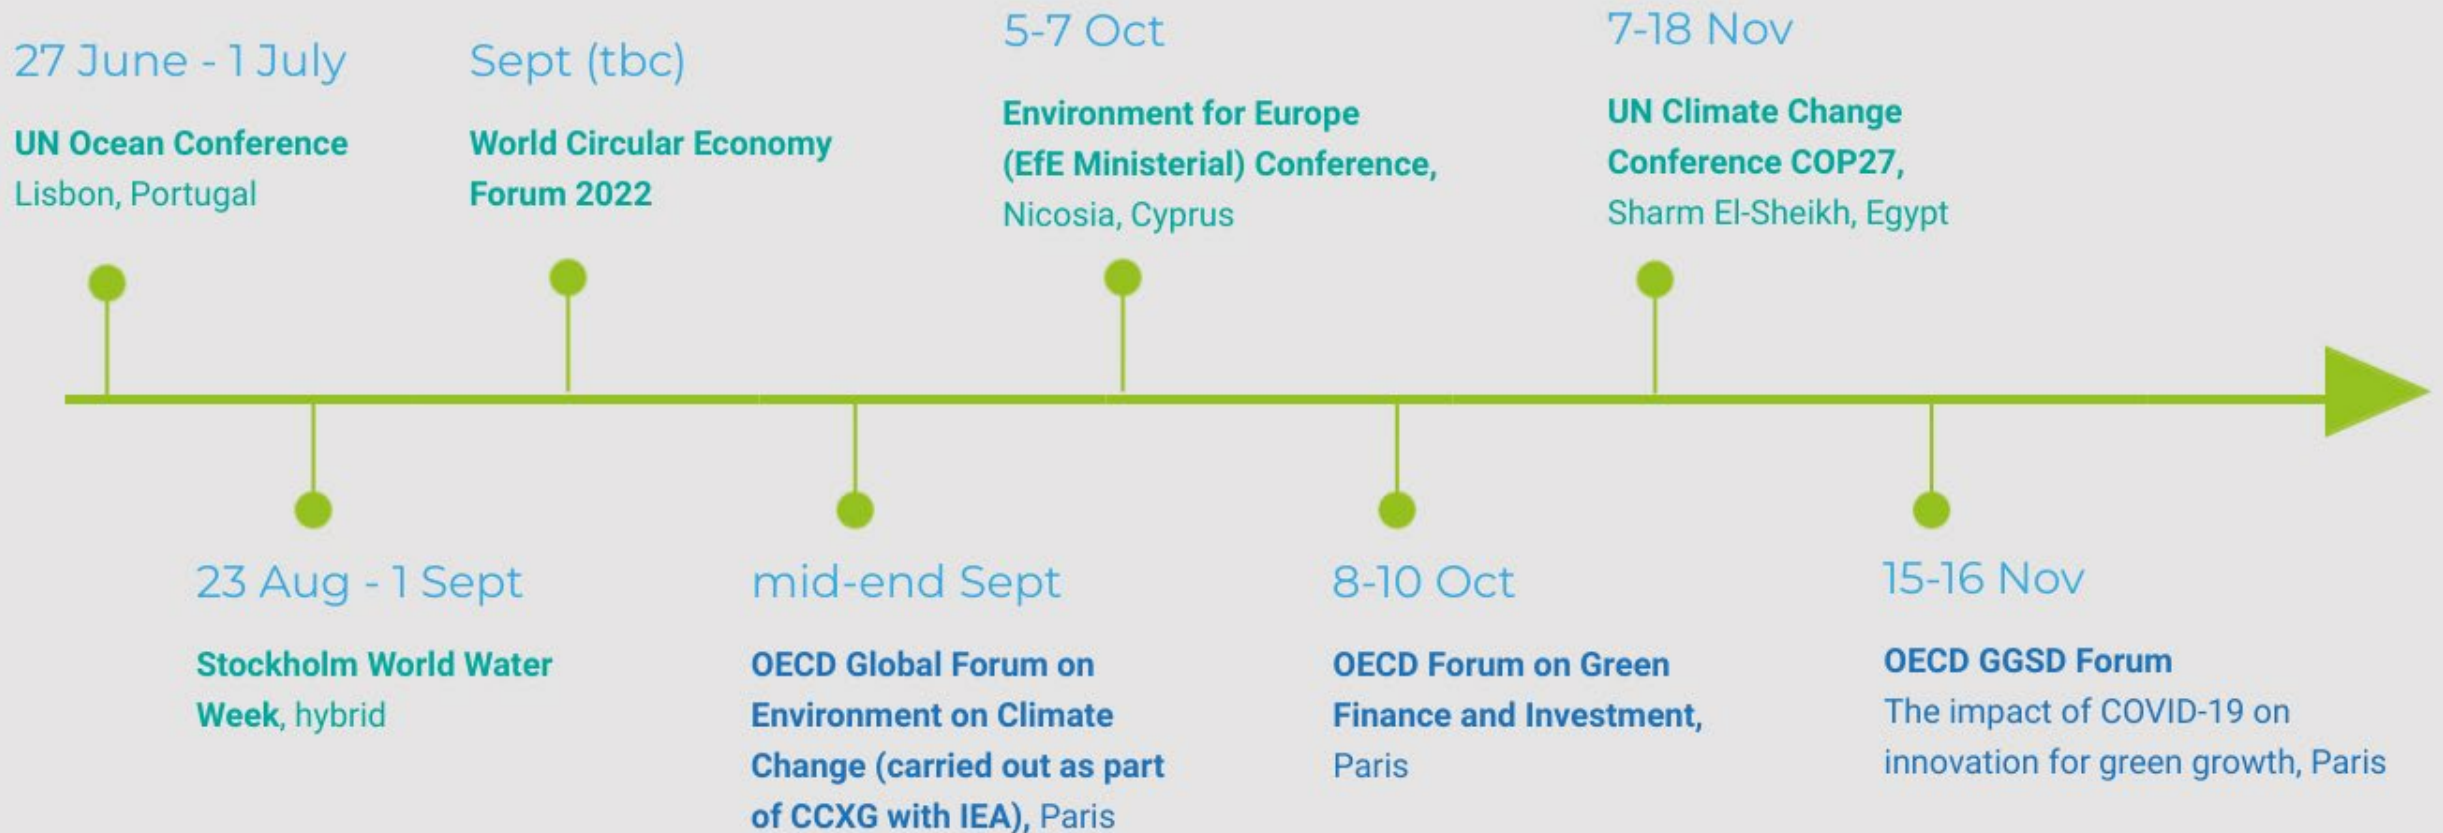 27 June - 1 July
UN Ocean Conference
Lisbon, Portugal
Sept (tbc)
World Circular Economy
Forum 2022
5-7 Oct
Environment for Europe
(EfE Ministerial) Conference,
Nicosia, Cyprus
7-18 Nov
UN Climate Change
Conference COP27,
Sharm El-Sheikh, Egypt
23 Aug - 1 Sept
Stockholm World Water
Week, hybrid
mid-end Sept
OECD Global Forum on
Environment on Climate
Change (carried out as part
of CCXG with IEA), Paris
8-10 Oct
OECD Forum on Green
Finance and Investment,
Paris
15-16 Nov
OECD GGSD Forum
The impact of COVID-19 on
innovation for green growth, Paris